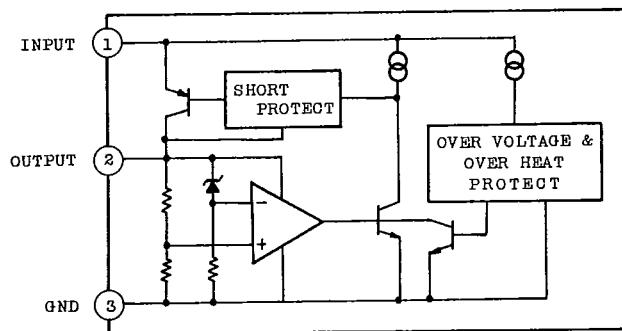 INPUT 1
SHORT
PROTECT
OVER VOLTAGE &
OVER HEAT
PROTECT
OUTPUT 2
−
+
GND 3